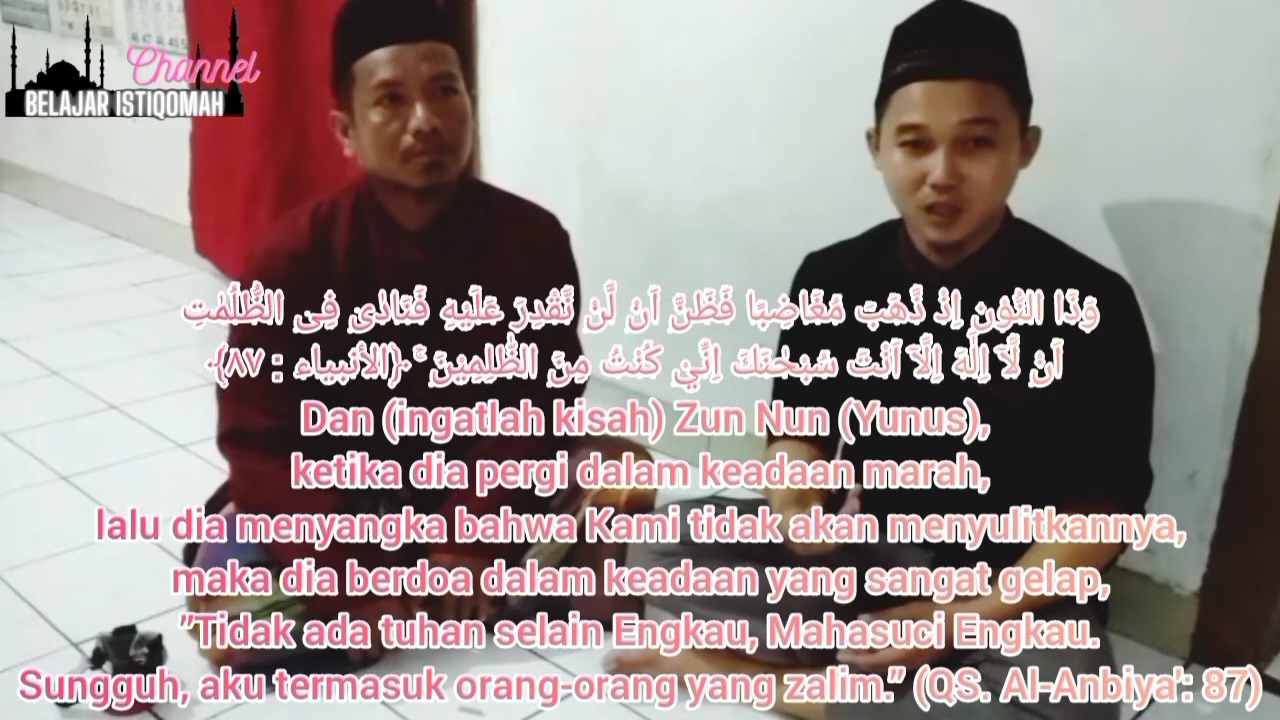 Channel
BELAJAR ISTIQOMAH
وَذَا النُّوْنِ اِذْ ذَّهَبَ مُغَاضِبًا فَظَنَّ اَنْ لَّنْ نَّقْدِرَ عَلَيْهِ فَنَادٰى فِى الظُّلُمٰتِ
اَنْ لَّآ اِلٰهَ اِلَّآ اَنْتَ سُبْحٰنَكَ اِنِّيْ كُنْتُ مِنَ الظّٰلِمِيْنَ ۚ ﴿الأنبياء : ٨٧﴾
Dan (ingatlah kisah) Zun Nun (Yunus),
ketika dia pergi dalam keadaan marah,
lalu dia menyangka bahwa Kami tidak akan menyulitkannya,
maka dia berdoa dalam keadaan yang sangat gelap,
"Tidak ada tuhan selain Engkau, Mahasuci Engkau.
Sungguh, aku termasuk orang-orang yang zalim." (QS. Al-Anbiya': 87)